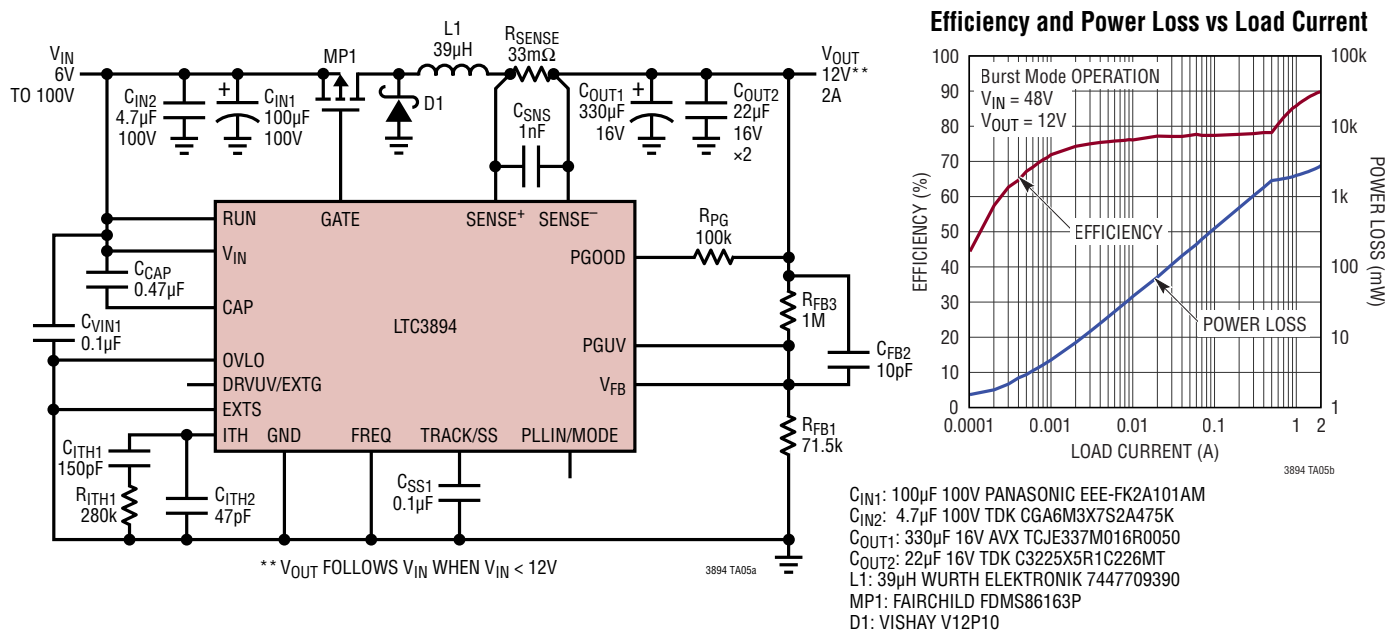 VIN
6V
TO 100V
CIN2
4.7µF
100V
+
CIN1
100µF
100V
MP1
D1
L1
39µH
RSENSE
33mΩ
CSNS
1nF
COUT1
330µF
16V
+
COUT2
22µF
16V
×2
VOUT
12V**
2A
RUN
GATE
SENSE+
SENSE–
VIN
CCAP
0.47µF
CAP
CVIN1
0.1µF
LTC3894
PGOOD
RPG
100k
RFB3
1M
PGUV
CFB2
10pF
OVLO
DRVUV/EXTG
VFB
EXTS
ITH
GND
FREQ
TRACK/SS
PLLIN/MODE
RFB1
71.5k
CITH1
150pF
RITH1
280k
CITH2
47pF
CSS1
0.1µF
** VOUT FOLLOWS VIN WHEN VIN < 12V
3894 TA05a
Efficiency and Power Loss vs Load Current
Burst Mode OPERATION
VIN = 48V
VOUT = 12V
EFFICIENCY
POWER LOSS
EFFICIENCY (%)
100
90
80
70
60
50
40
30
20
10
0
POWER LOSS (mW)
100k
10k
1k
100
10
1
0.0001
0.001
0.01
0.1
1
2
LOAD CURRENT (A)
3894 TA05b
CIN1: 100µF 100V PANASONIC EEE-FK2A101AM
CIN2: 4.7µF 100V TDK CGA6M3X7S2A475K
COUT1: 330µF 16V AVX TCJE337M016R0050
COUT2: 22µF 16V TDK C3225X5R1C226MT
L1: 39µH WURTH ELEKTRONIK 7447709390
MP1: FAIRCHILD FDMS86163P
D1: VISHAY V12P10